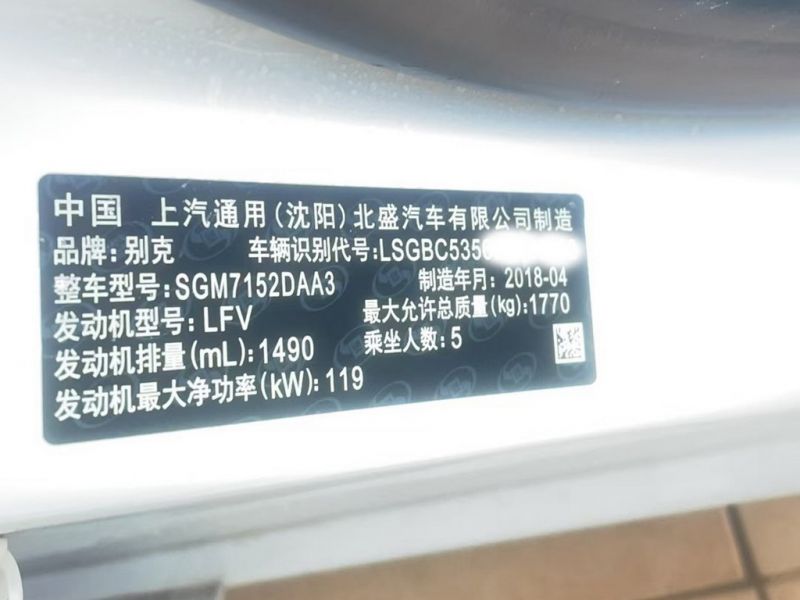 中国 上汽通用(沈阳)北盛汽车有限公司制造
品牌:别克 车辆识别代号:LSGBC535
整车型号:SGM7152DAA3 制造年月:2018-04
发动机型号:LFV 最大允许总质量(kg):1770
发动机排量(mL):1490 乘坐人数:5
发动机最大净功率(kW):119